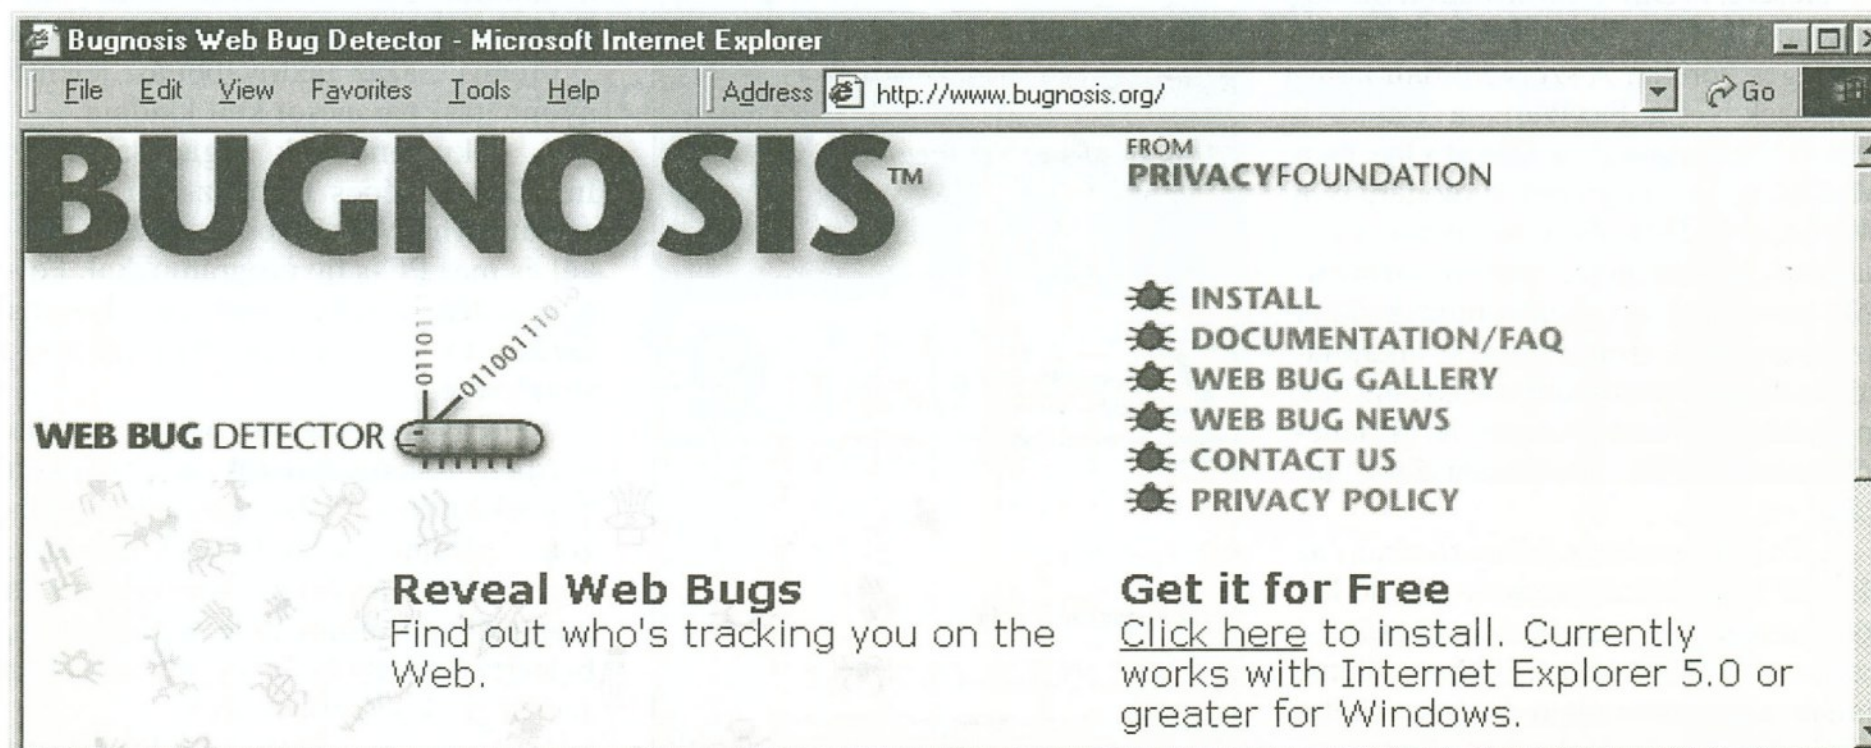 Bugnosis Web Bug Detector - Microsoft Internet Explorer
File Edit View Favorites Tools Help Address http://www.bugnosis.org/ Go
BUGNOSIS™
FROM
PRIVACYFOUNDATION
011011
011001110
WEB BUG DETECTOR
INSTALL
DOCUMENTATION/FAQ
WEB BUG GALLERY
WEB BUG NEWS
CONTACT US
PRIVACY POLICY
Reveal Web Bugs
Find out who's tracking you on the
Web.
Get it for Free
Click here to install. Currently
works with Internet Explorer 5.0 or
greater for Windows.